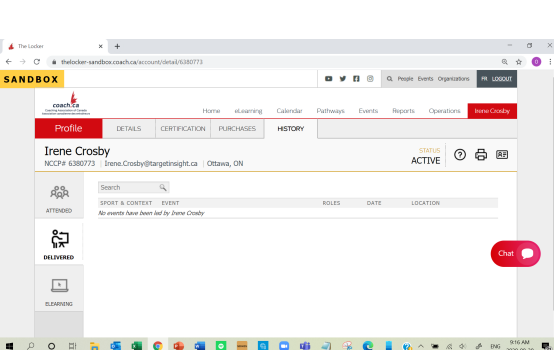 The Locker
thelocker-sandbox.coach.ca/account/detail/6380773
SANDBOX
People Events Organizations
FR LOGOUT
coach.ca
Home eLearning Calendar Pathways Events Reports Operations Irene Crosby
Profile DETAILS CERTIFICATION PURCHASES HISTORY
Irene Crosby
NCCP# 6380773 | Irene.Crosby@targetinsight.ca | Ottawa, ON
STATUS
ACTIVE
ATTENDED
Search
SPORT & CONTEXT EVENT ROLES DATE LOCATION
No events have been led by Irene Crosby
DELIVERED
Chat
ELEARNING
ENG
9:16 AM